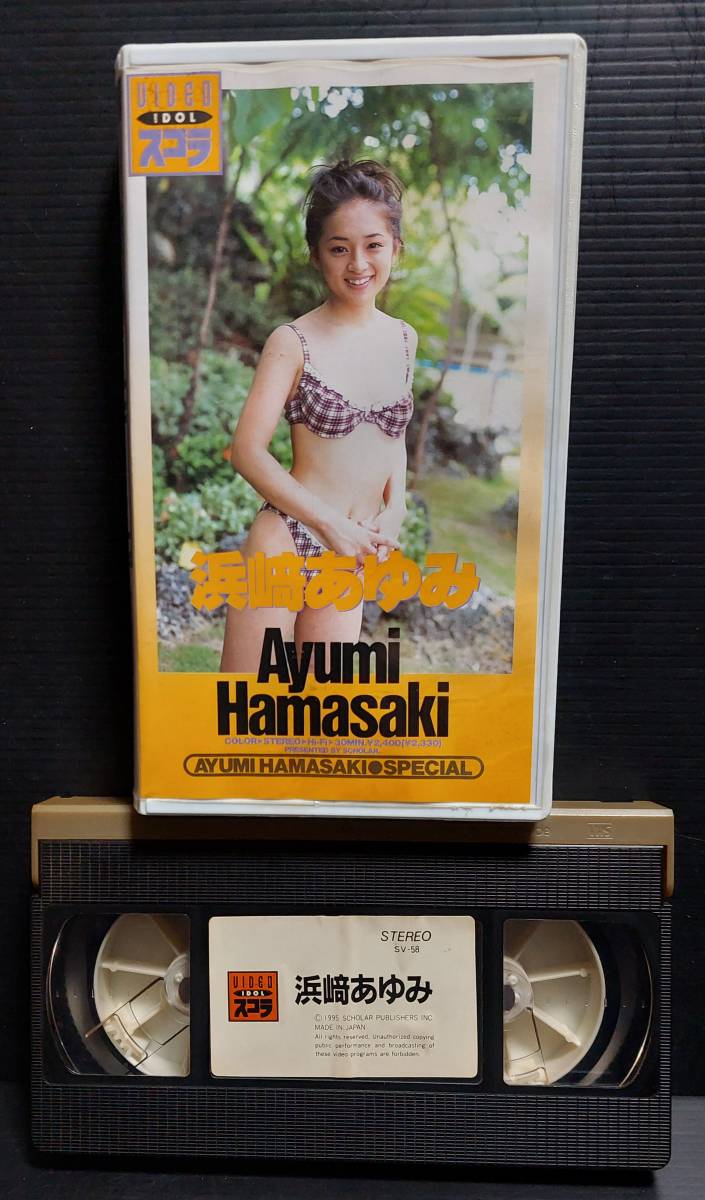 VIDEO
IDOL
スコラ
浜﨑あゆみ
Ayumi
Hamasaki
COLOR▶STEREO▶Hi-Fi▶30MIN.¥2,400(¥2,330)
PRESENTED BY SCHOLAR.
AYUMI HAMASAKI●SPECIAL
VHS
STEREO
SV-58
VIDEO
IDOL
スコラ
浜﨑あゆみ
© 1995 SCHOLAR PUBLISHERS INC
MADE IN JAPAN
All rights reserved. Unauthorized copying
public performance and broadcasting of
these video programs are forbidden.